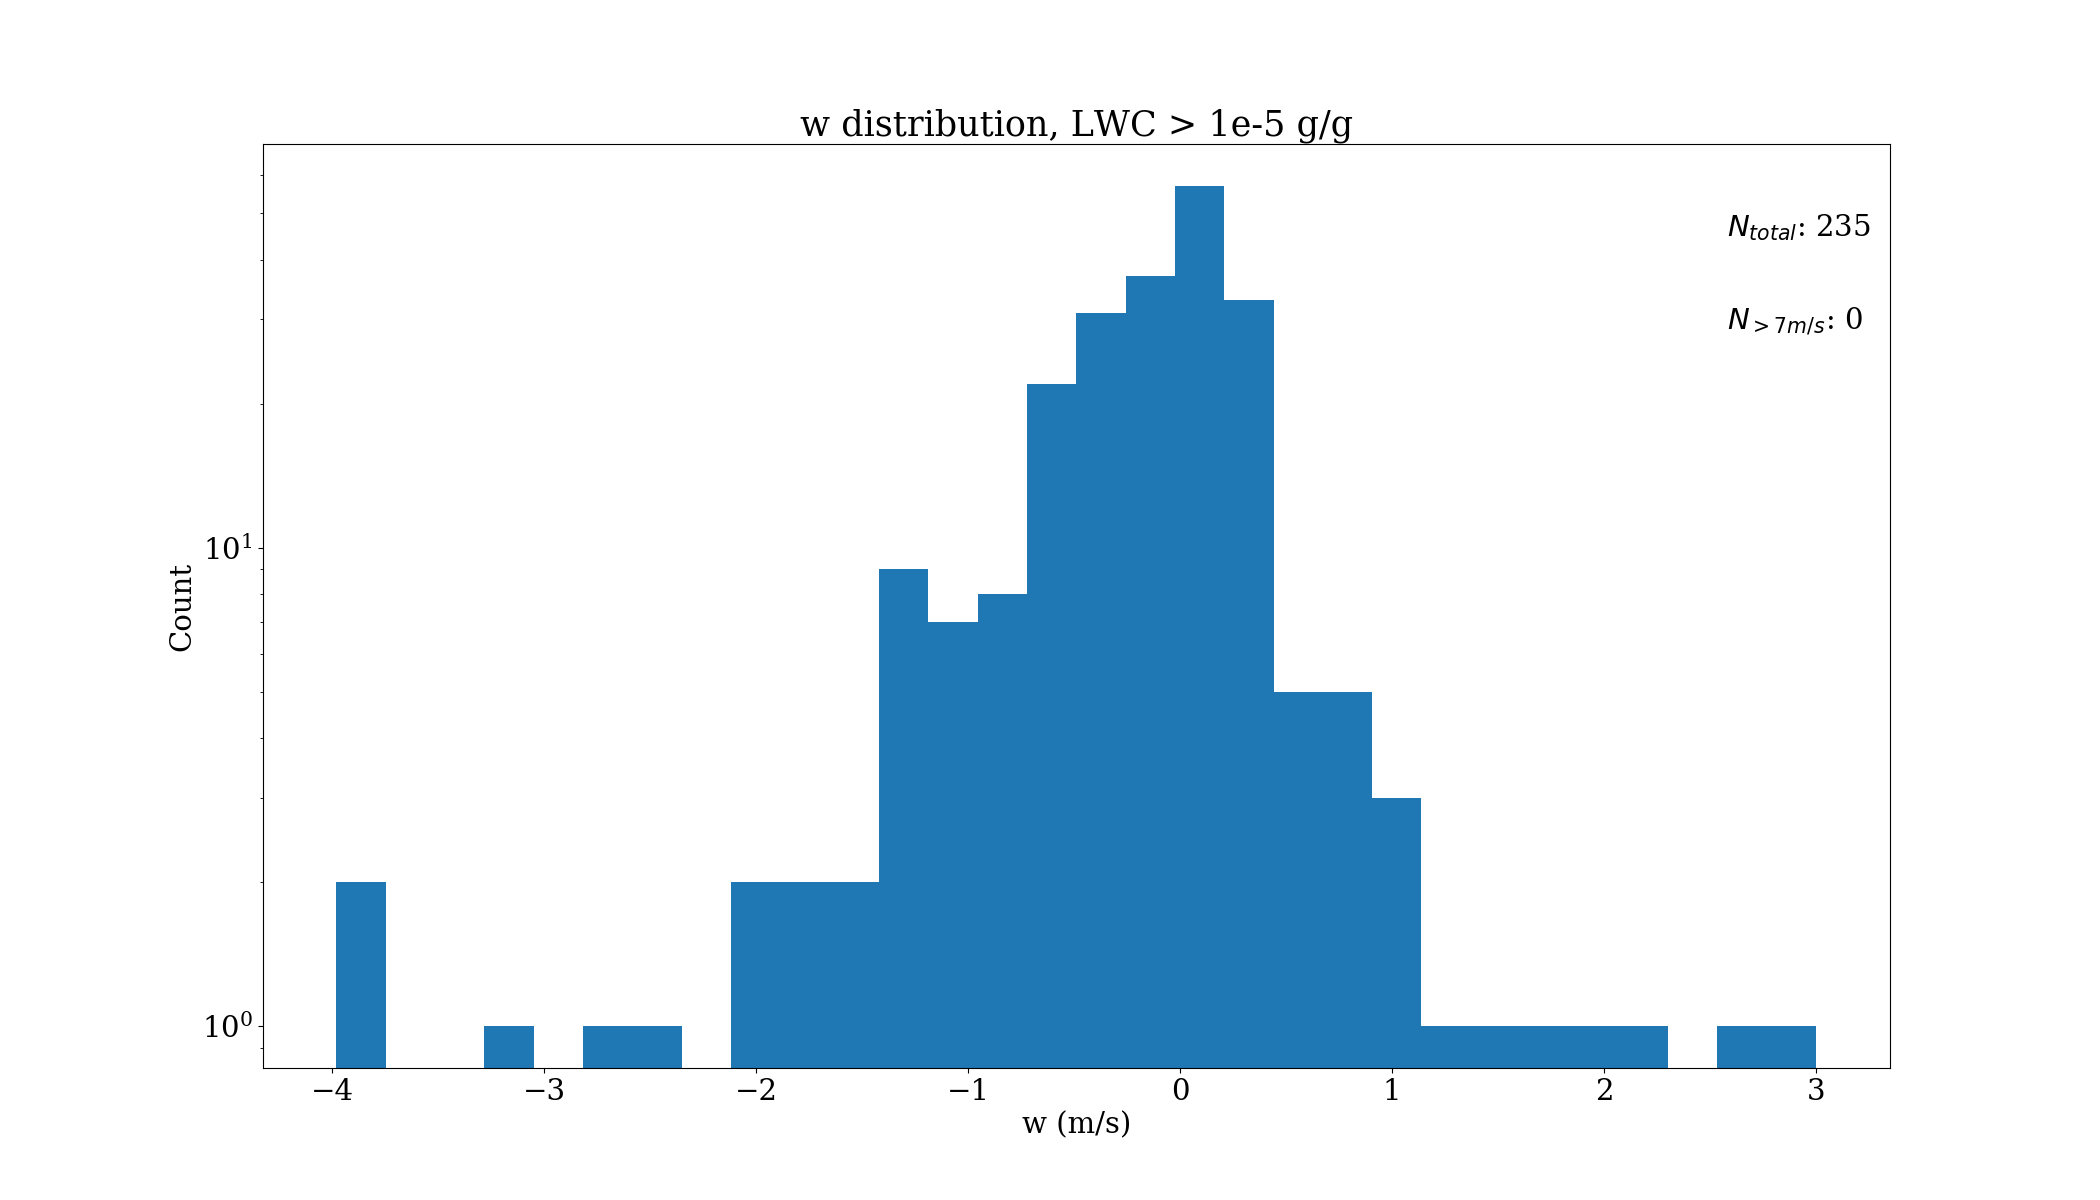 w distribution, LWC > 1e-5 g/g
N_total: 235
N_>7m/s: 0
10^1
10^0
Count
−4 −3 −2 −1 0 1 2 3
w (m/s)